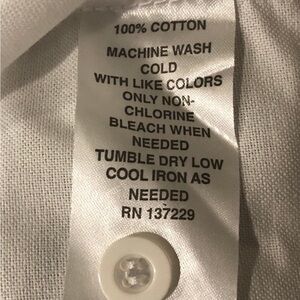 100% COTTON
MACHINE WASH
COLD
WITH LIKE COLORS
ONLY NON-
CHLORINE
BLEACH WHEN
NEEDED
TUMBLE DRY LOW
COOL IRON AS
NEEDED
RN 137229